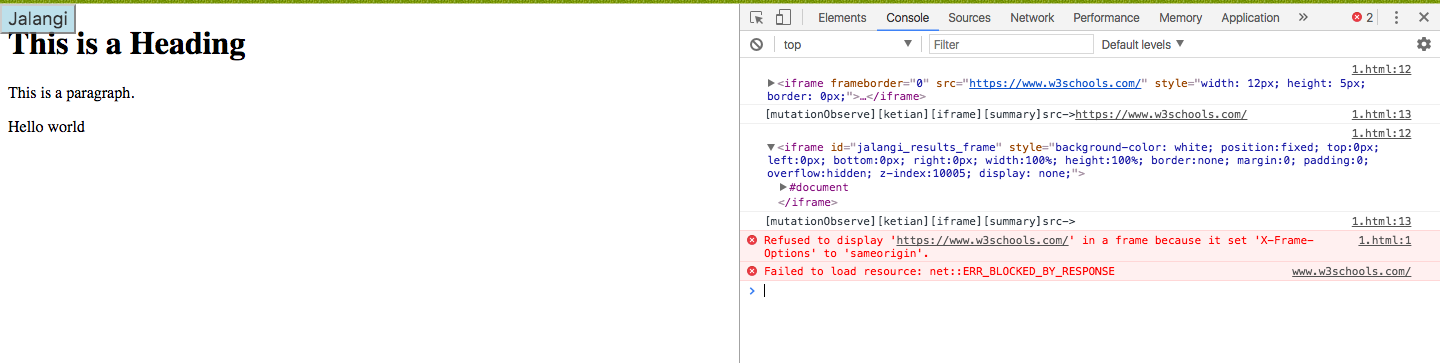 Jalangi
This is a Heading
This is a paragraph.
Hello world
Elements Console Sources Network Performance Memory Application » 2
top Filter Default levels
1.html:12
<iframe frameborder="0" src="https://www.w3schools.com/" style="width: 12px; height: 5px;
border: 0px;">…</iframe>
[mutationObserve][ketian][iframe][summary]src->https://www.w3schools.com/ 1.html:13
1.html:12
<iframe id="jalangi_results_frame" style="background-color: white; position:fixed; top:0px;
left:0px; bottom:0px; right:0px; width:100%; height:100%; border:none; margin:0; padding:0;
overflow:hidden; z-index:10005; display: none;">
#document
</iframe>
[mutationObserve][ketian][iframe][summary]src-> 1.html:13
Refused to display 'https://www.w3schools.com/' in a frame because it set 'X-Frame- 1.html:1
Options' to 'sameorigin'.
Failed to load resource: net::ERR_BLOCKED_BY_RESPONSE www.w3schools.com/